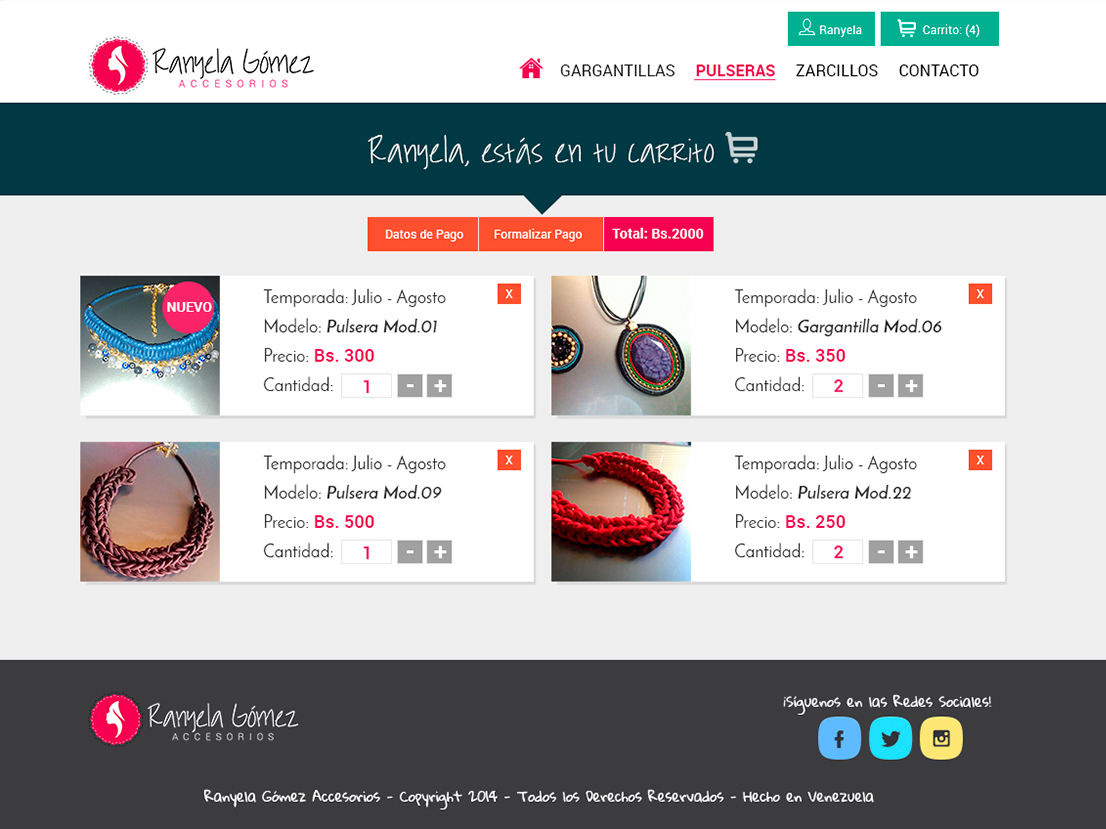 Ranyela
Carrito: (4)
Ranyela Gómez
ACCESORIOS
GARGANTILLAS
PULSERAS
ZARCILLOS
CONTACTO
Ranyela, estás en tu carrito
Datos de Pago
Formalizar Pago
Total: Bs.2000
NUEVO
Temporada: Julio - Agosto
X
Modelo: Pulsera Mod.01
Precio: Bs. 300
Cantidad: 1 - +
Temporada: Julio - Agosto
X
Modelo: Gargantilla Mod.06
Precio: Bs. 350
Cantidad: 2 - +
Temporada: Julio - Agosto
X
Modelo: Pulsera Mod.09
Precio: Bs. 500
Cantidad: 1 - +
Temporada: Julio - Agosto
X
Modelo: Pulsera Mod.22
Precio: Bs. 250
Cantidad: 2 - +
Ranyela Gómez
ACCESORIOS
¡Síguenos en las Redes Sociales!
Ranyela Gómez Accesorios - Copyright 2014 - Todos los Derechos Reservados - Hecho en Venezuela